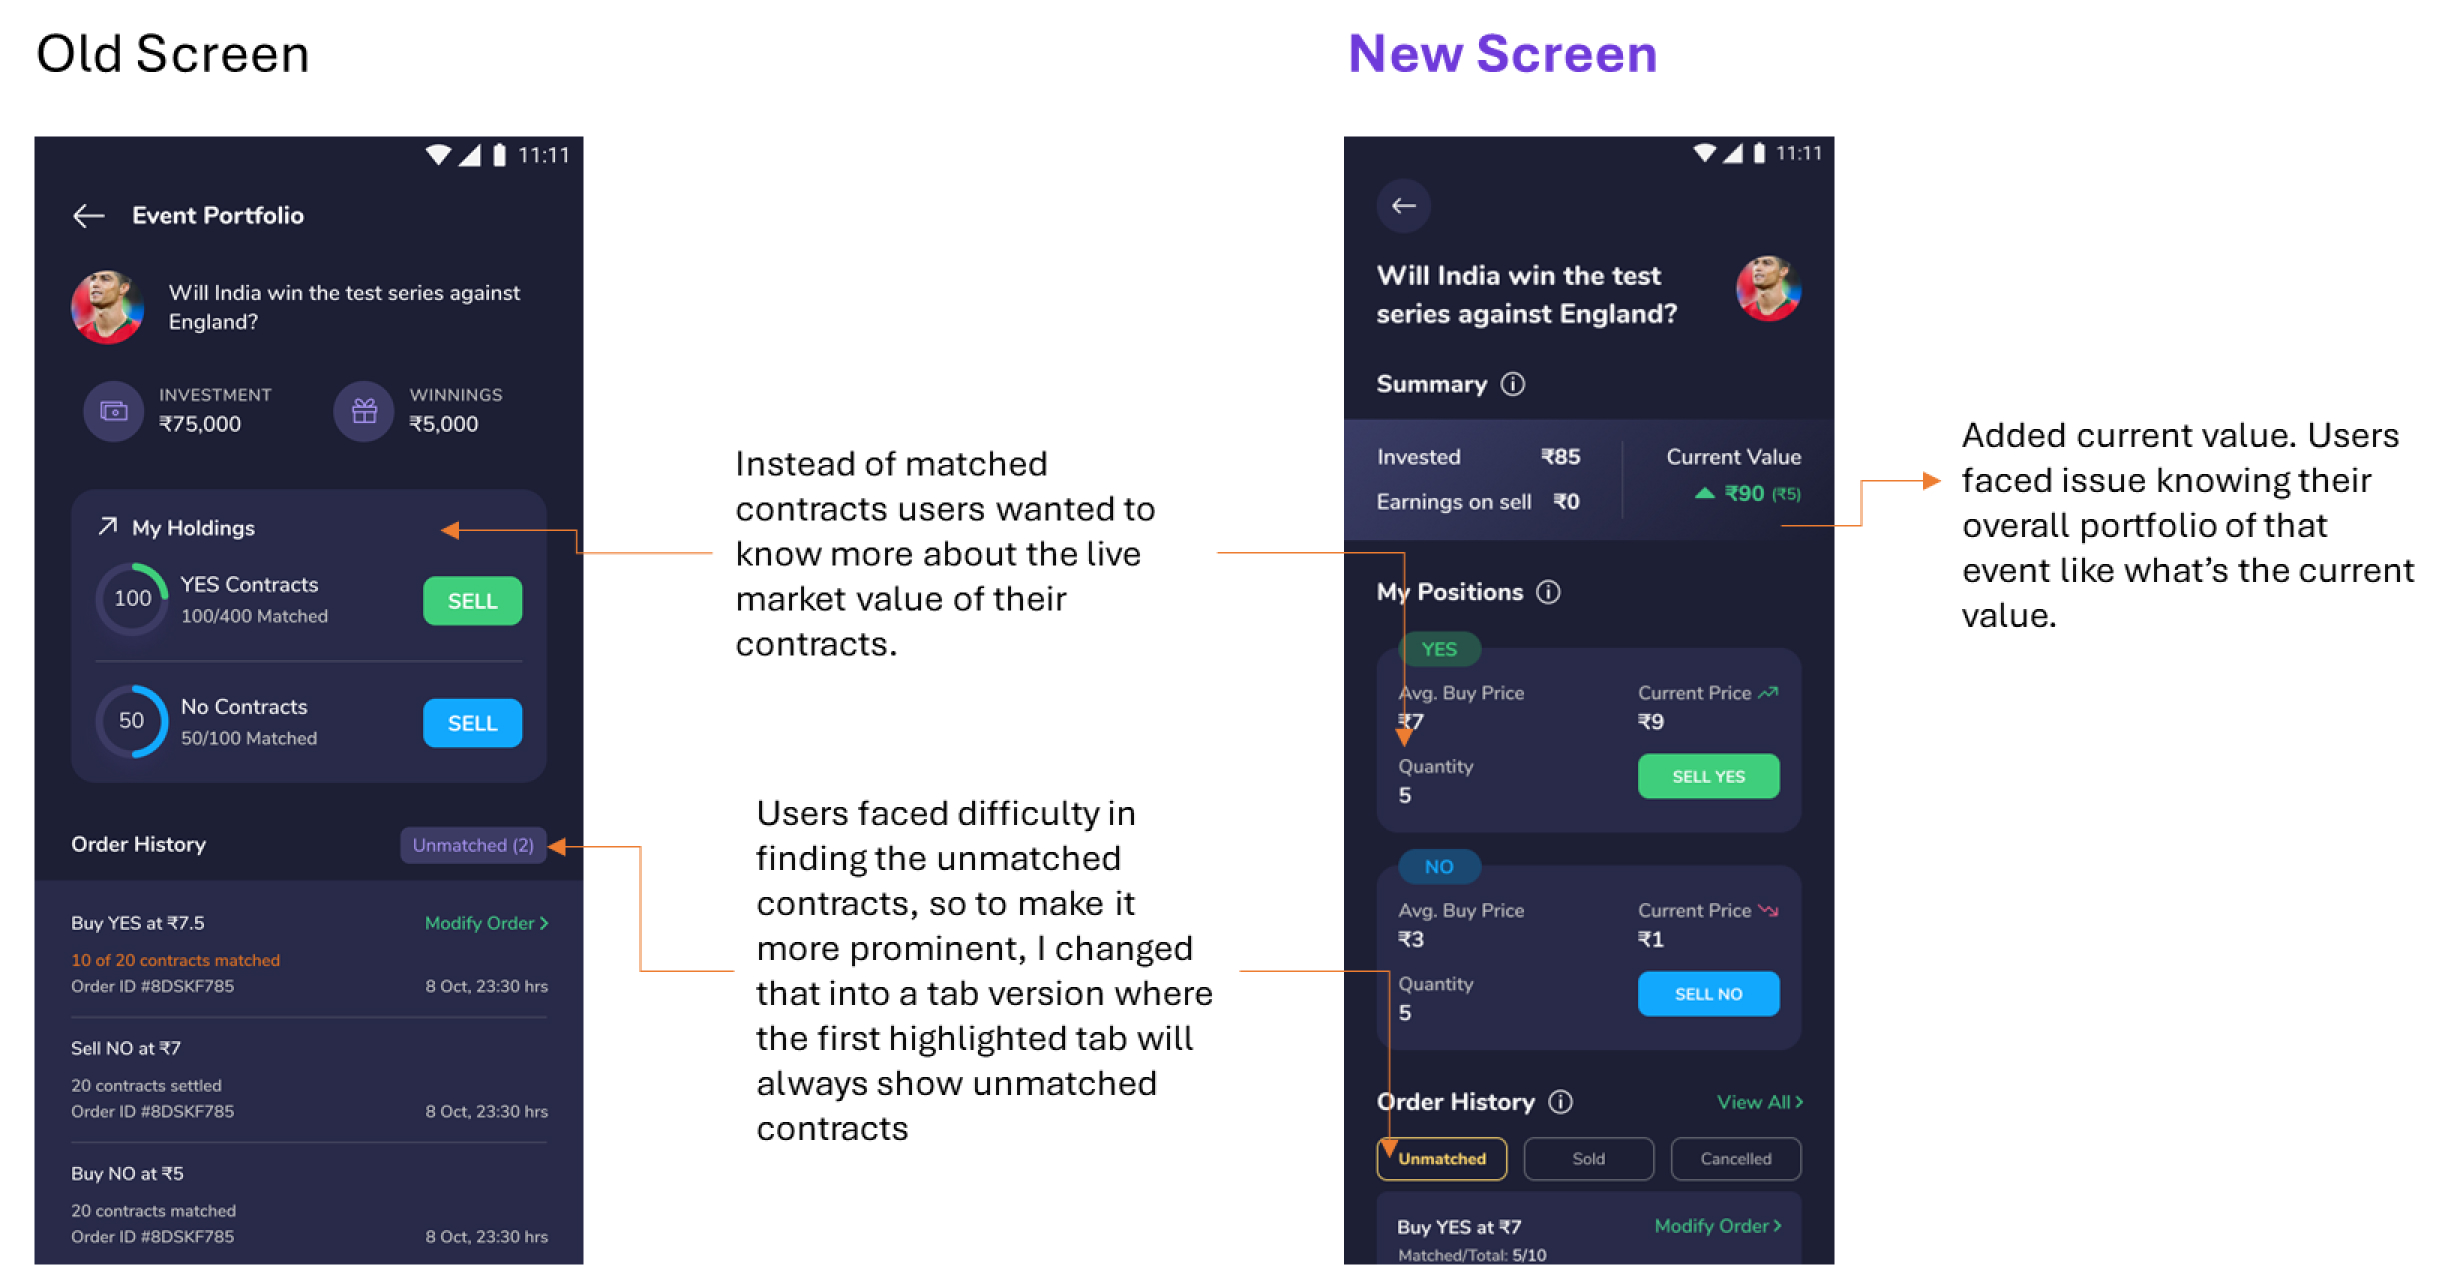 Old Screen
New Screen
11:11
Event Portfolio
Will India win the test series against
England?
INVESTMENT
₹75,000
WINNINGS
₹5,000
My Holdings
100
YES Contracts
100/400 Matched
SELL
50
No Contracts
50/100 Matched
SELL
Order History
Unmatched (2)
Buy YES at ₹7.5
Modify Order >
10 of 20 contracts matched
Order ID #8DSKF785
8 Oct, 23:30 hrs
Sell NO at ₹7
20 contracts settled
Order ID #8DSKF785
8 Oct, 23:30 hrs
Buy NO at ₹5
20 contracts matched
Order ID #8DSKF785
8 Oct, 23:30 hrs
Instead of matched
contracts users wanted to
know more about the live
market value of their
contracts.
Users faced difficulty in
finding the unmatched
contracts, so to make it
more prominent, I changed
that into a tab version where
the first highlighted tab will
always show unmatched
contracts
11:11
Will India win the test
series against England?
Summary
Invested ₹85
Earnings on sell ₹0
Current Value
₹90 (₹5)
My Positions
YES
Avg. Buy Price
₹7
Current Price
₹9
Quantity
5
SELL YES
NO
Avg. Buy Price
₹3
Current Price
₹1
Quantity
5
SELL NO
Order History
View All >
Unmatched
Sold
Cancelled
Buy YES at ₹7
Modify Order >
Matched/Total: 5/10
Added current value. Users
faced issue knowing their
overall portfolio of that
event like what's the current
value.